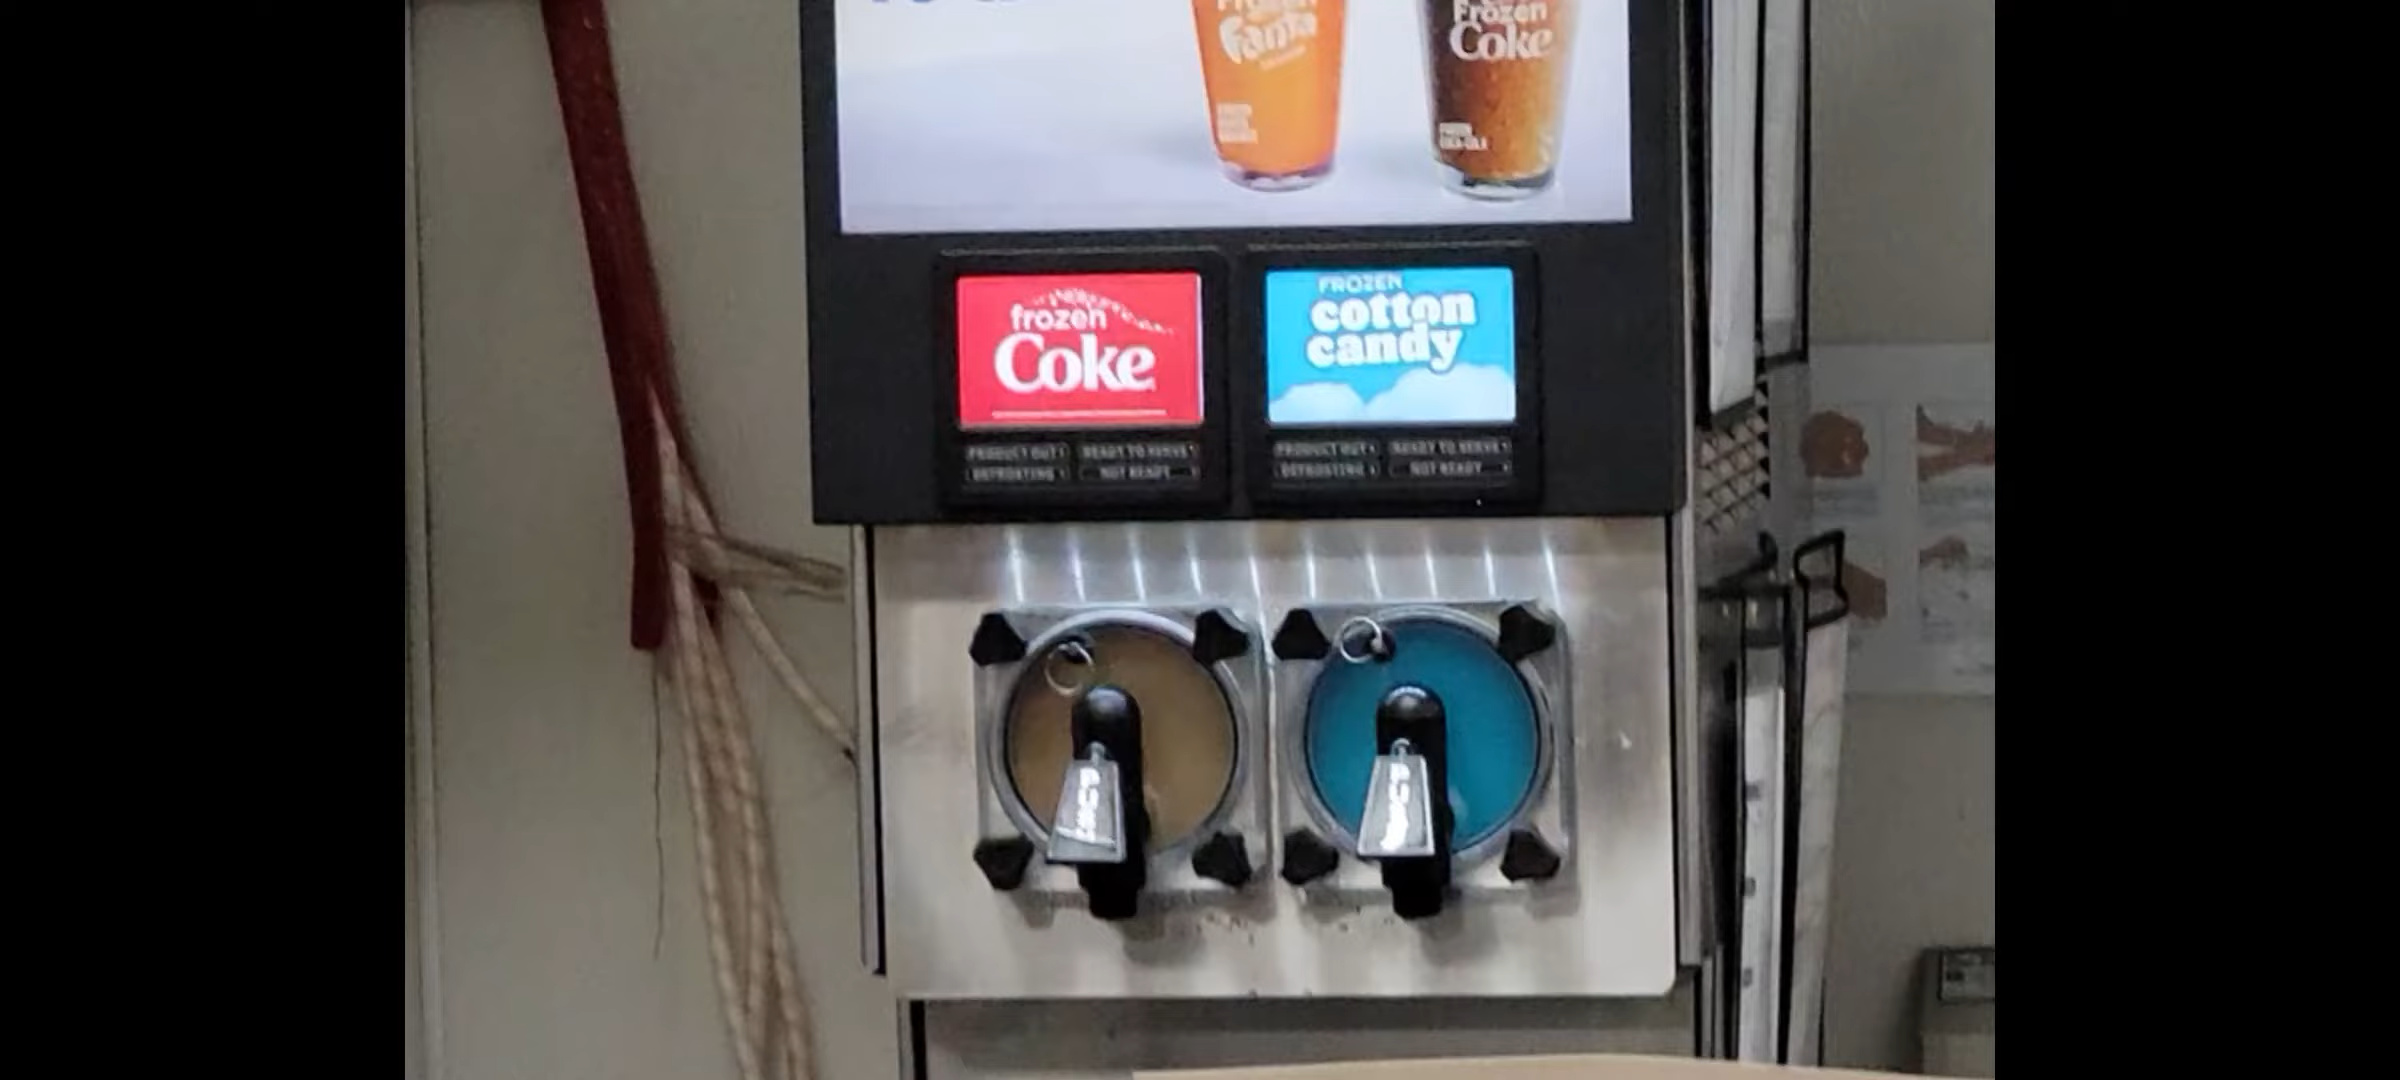 Frozen
Fanta
Frozen
Coke
frozen
Coke
FROZEN
cotton
candy
PRODUCT OUT
READY TO SERVE
DEFROSTING
NOT READY
PRODUCT OUT
READY TO SERVE
DEFROSTING
NOT READY